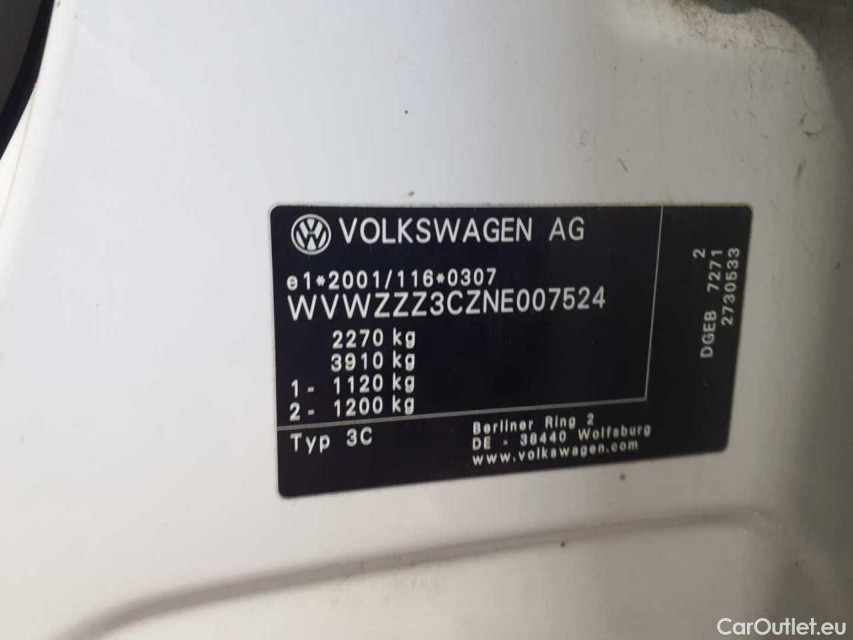 VOLKSWAGEN AG
e1*2001/116*0307
WVWZZZ3CZNE007524
2270 kg
3910 kg
1 - 1120 kg
2 - 1200 kg
Typ 3C
Berliner Ring 2
DE - 38440 Wolfsburg
www.volkswagen.com
2
DGEB 7271
2730533
CarOutlet.eu